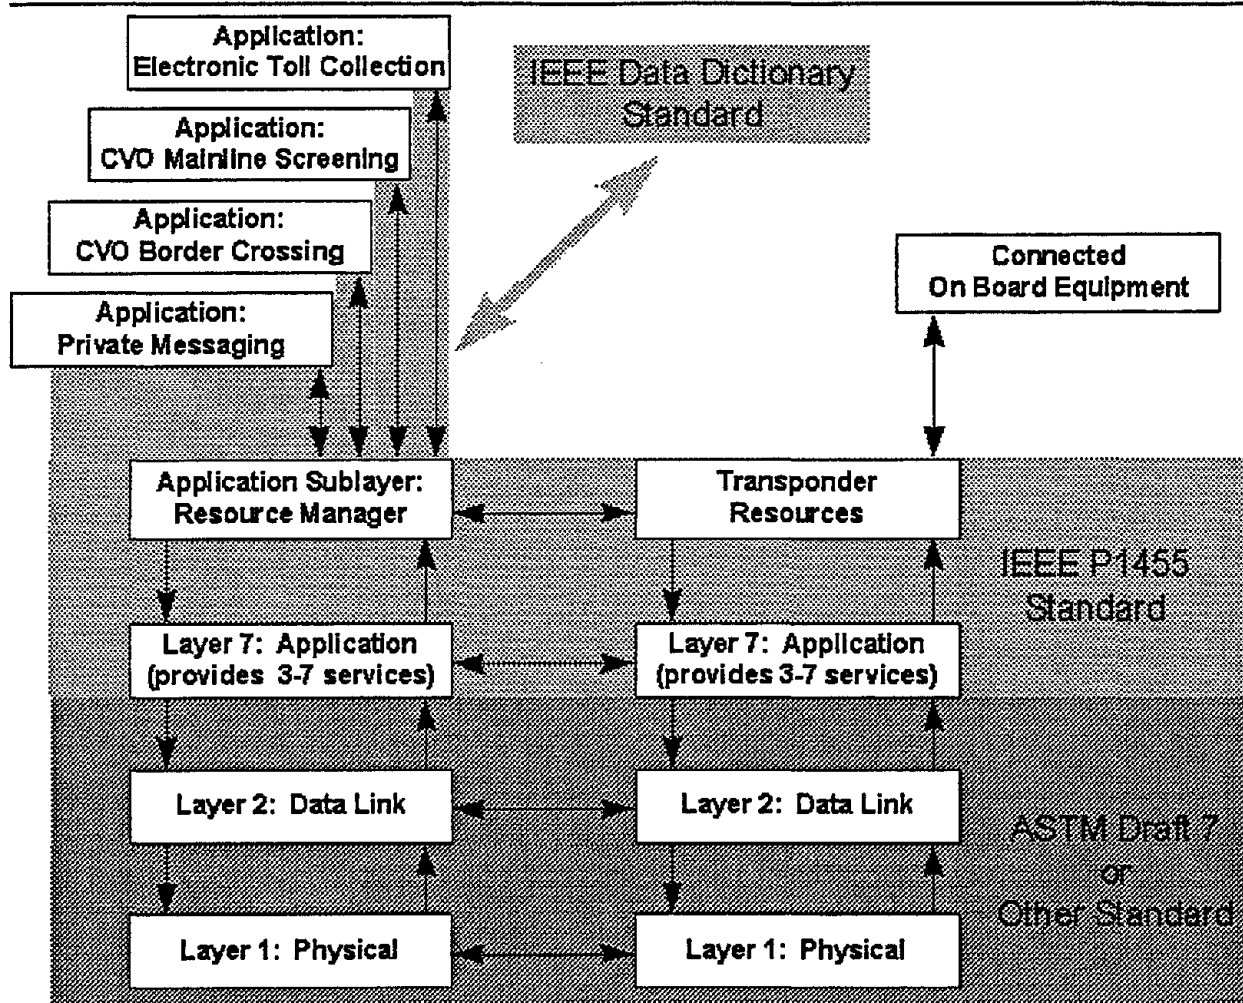 Application:
Electronic Toll Collection
IEEE Data Dictionary
Standard
Application:
CVO Mainline Screening
Application:
CVO Border Crossing
Connected
On Board Equipment
Application:
Private Messaging
Application Sublayer:
Resource Manager
Transponder
Resources
IEEE P1455
Standard
Layer 7: Application
(provides 3-7 services)
Layer 7: Application
(provides 3-7 services)
Layer 2: Data Link
Layer 2: Data Link
ASTM Draft 7
or
Other Standard
Layer 1: Physical
Layer 1: Physical